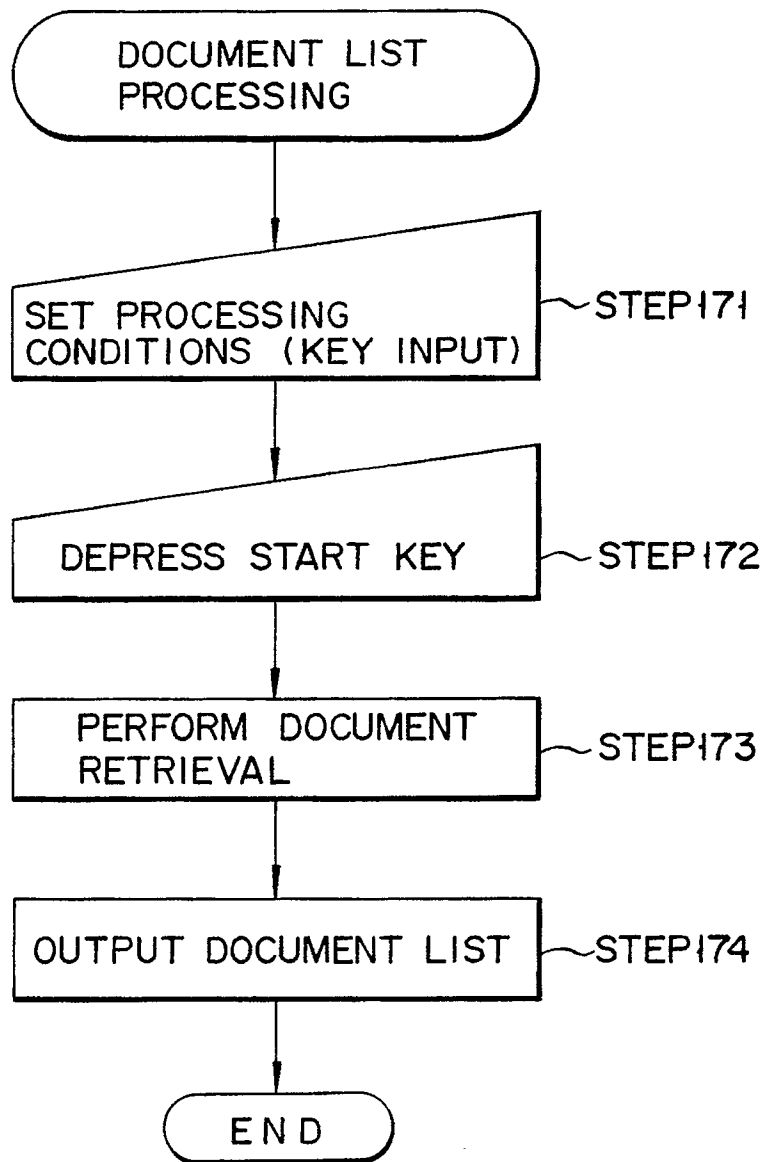 DOCUMENT LIST
PROCESSING
SET PROCESSING
CONDITIONS (KEY INPUT)
STEP171
DEPRESS START KEY
STEP172
PERFORM DOCUMENT
RETRIEVAL
STEP173
OUTPUT DOCUMENT LIST
STEP174
END